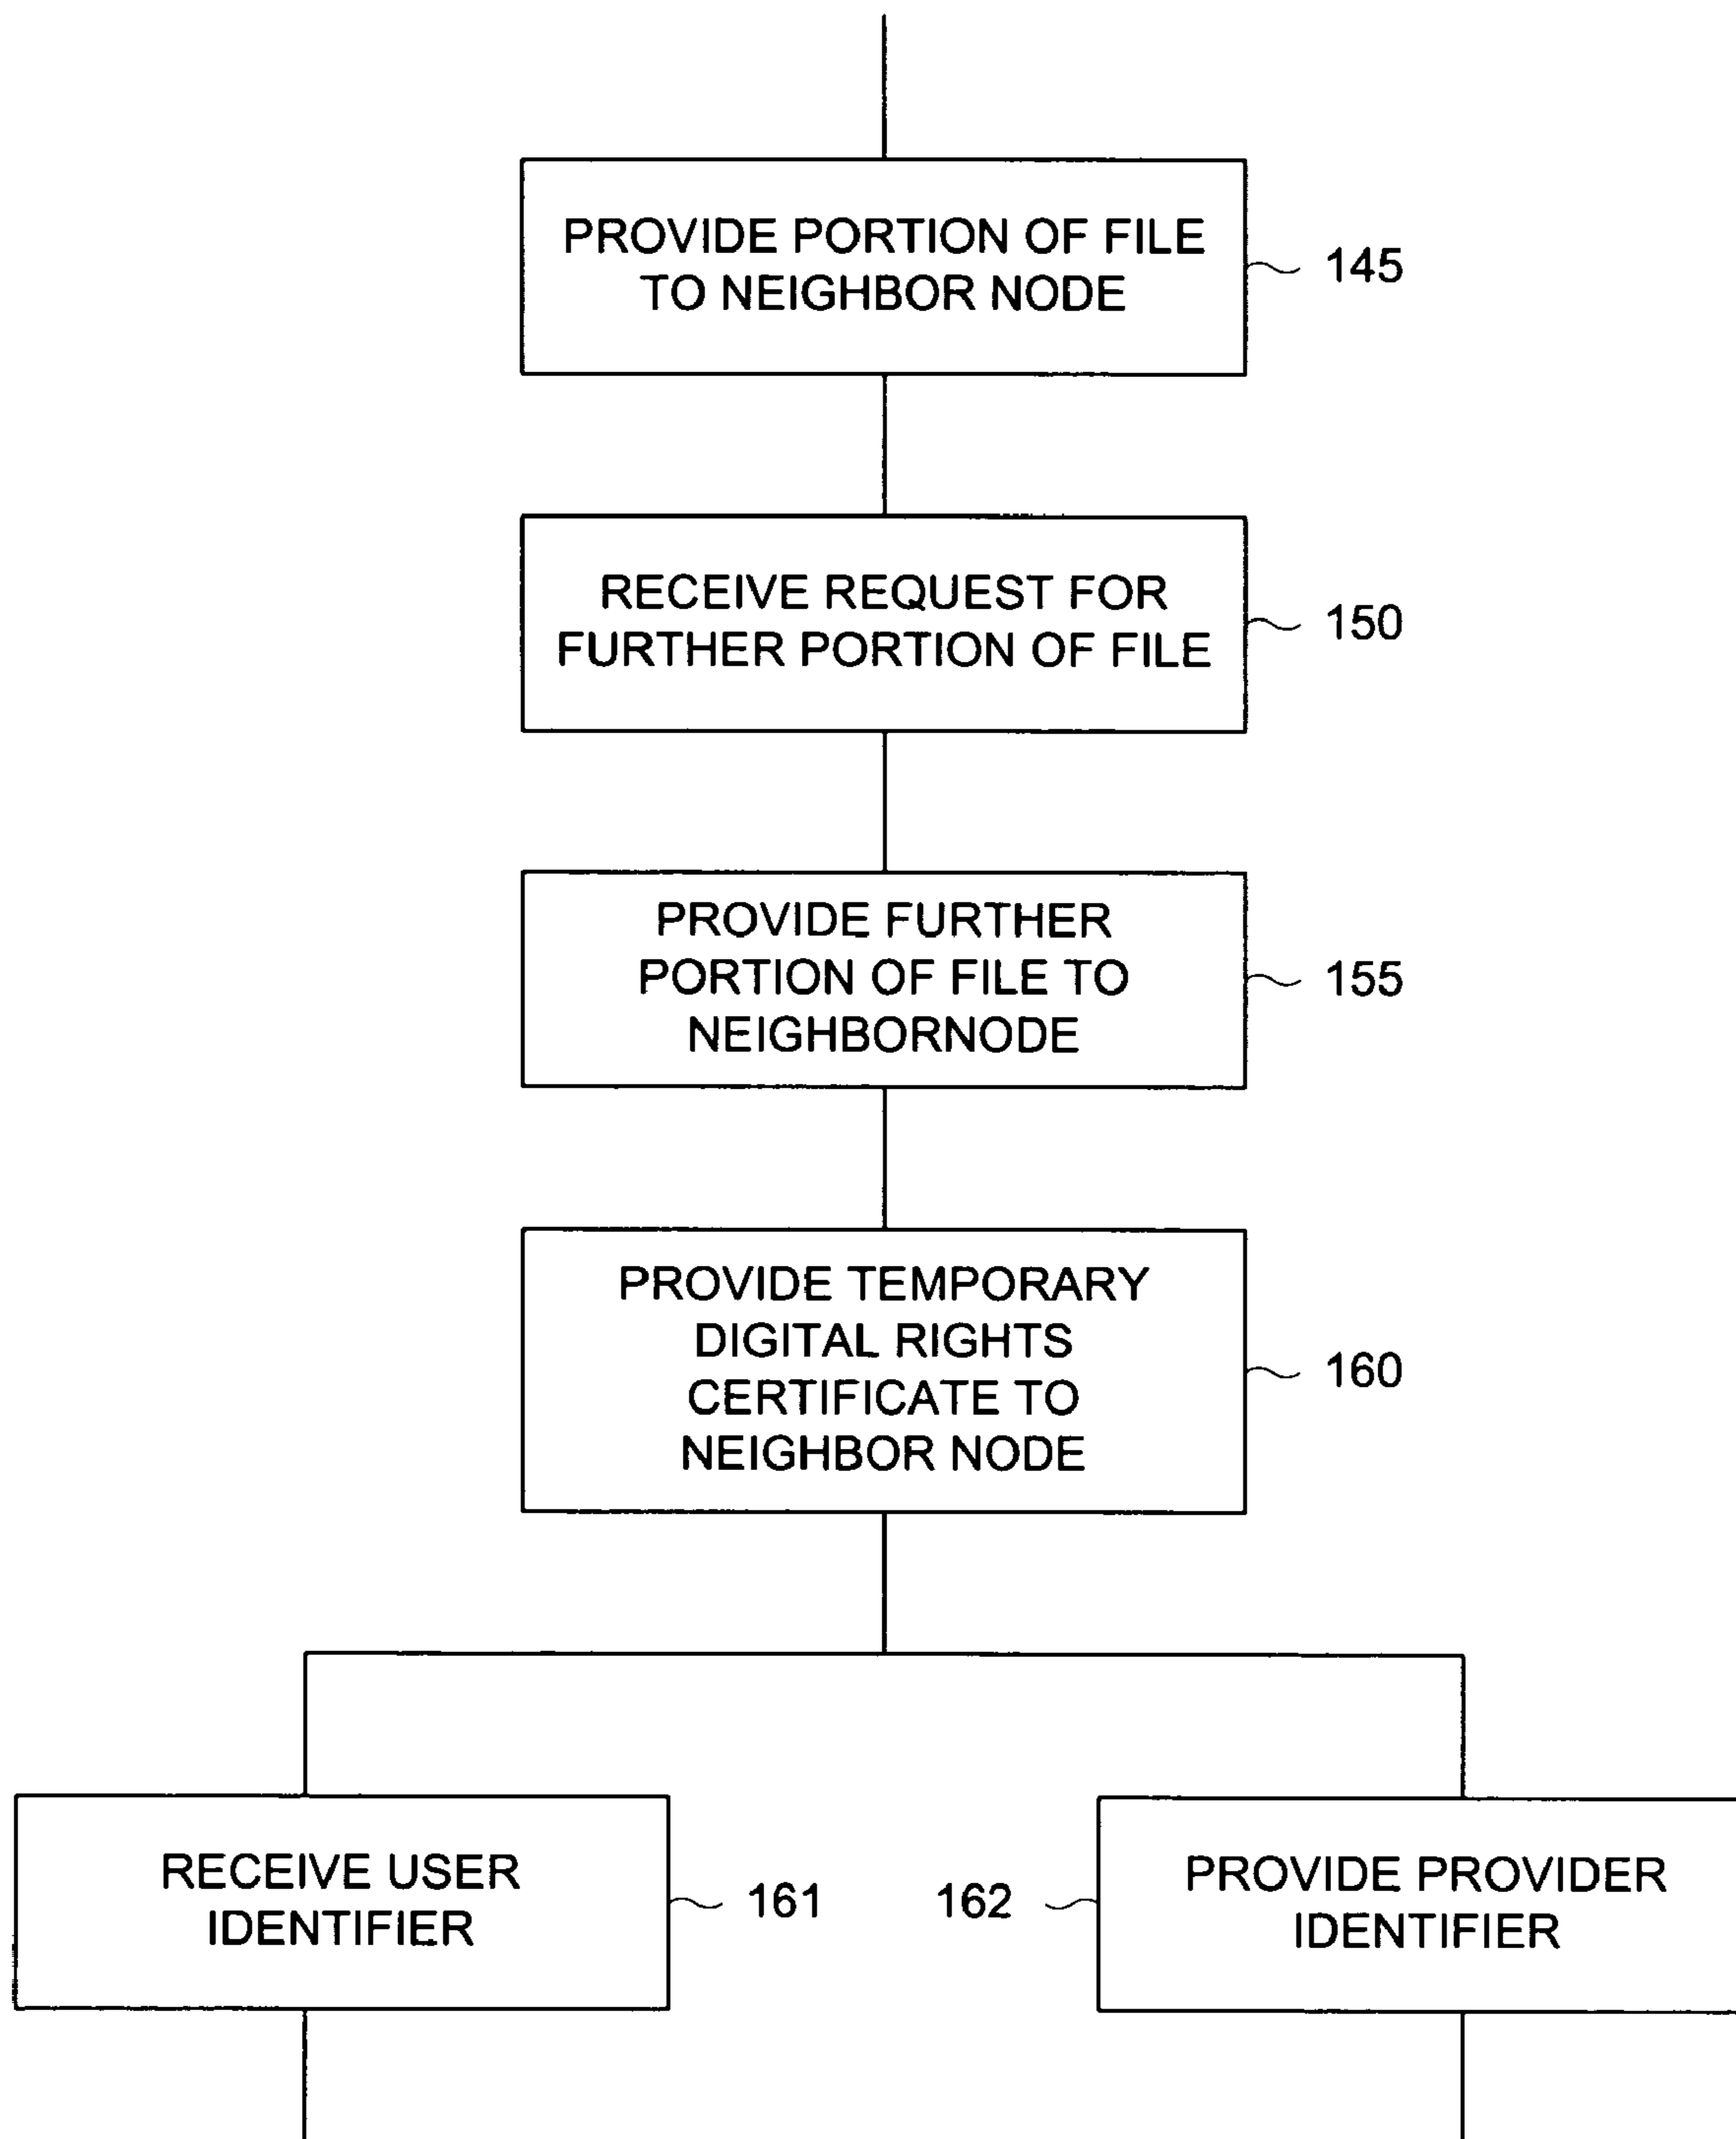 PROVIDE PORTION OF FILE
TO NEIGHBOR NODE
145
RECEIVE REQUEST FOR
FURTHER PORTION OF FILE
150
PROVIDE FURTHER
PORTION OF FILE TO
NEIGHBORNODE
155
PROVIDE TEMPORARY
DIGITAL RIGHTS
CERTIFICATE TO
NEIGHBOR NODE
160
RECEIVE USER
IDENTIFIER
161
162
PROVIDE PROVIDER
IDENTIFIER